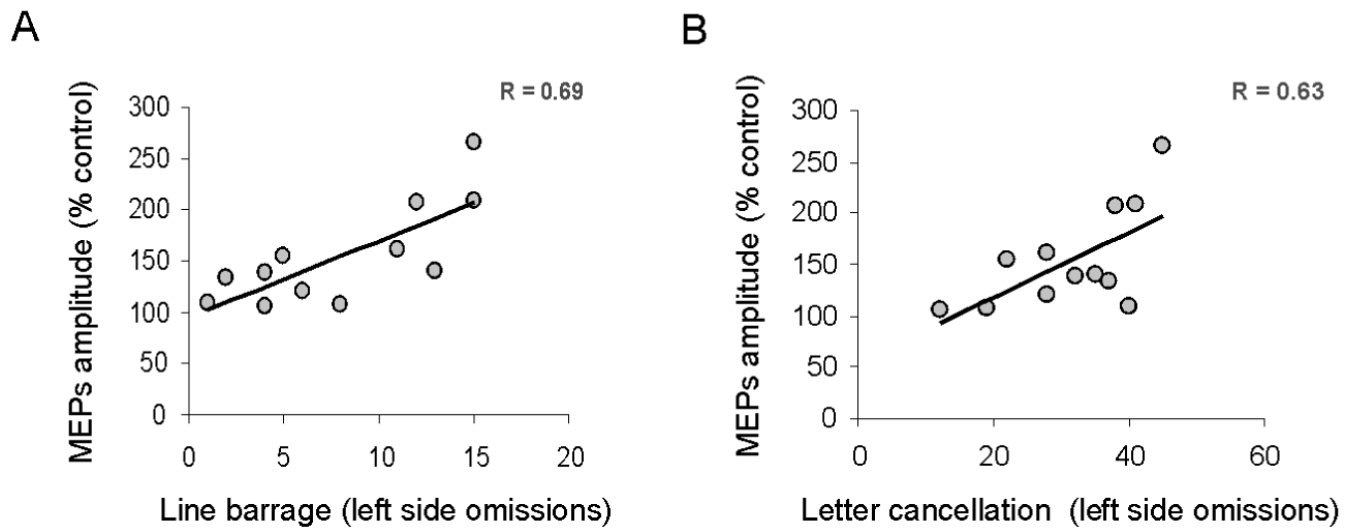 A
R = 0.69
MEPs amplitude (% control)
300
250
200
150
100
50
0
0 5 10 15 20
Line barrage (left side omissions)
B
R = 0.63
MEPs amplitude (% control)
300
250
200
150
100
50
0
0 20 40 60
Letter cancellation (left side omissions)